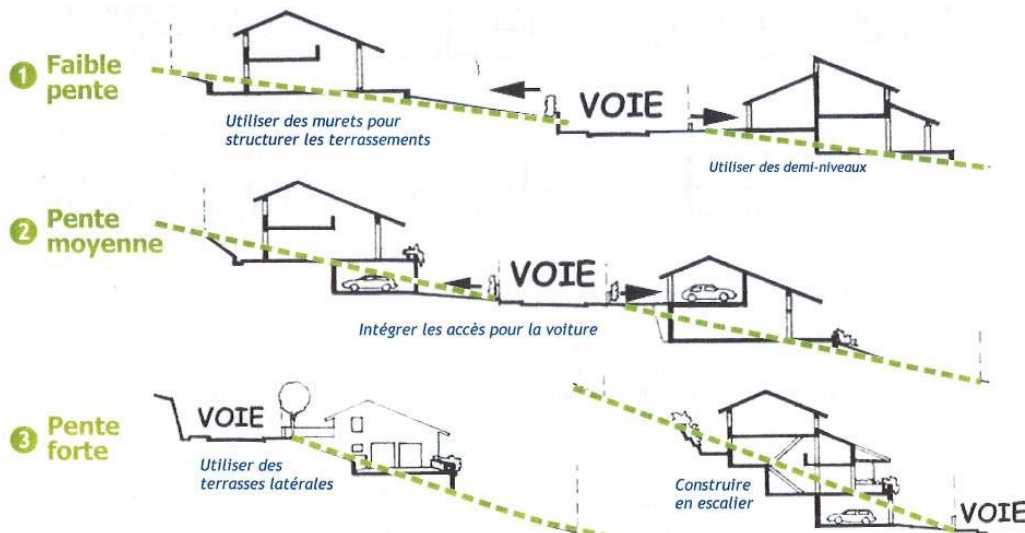 1 Faible
pente
VOIE
Utiliser des murets pour
structurer les terrassements
Utiliser des demi-niveaux
2 Pente
moyenne
VOIE
Intégrer les accès pour la voiture
3 Pente
forte
VOIE
Utiliser des
terrasses latérales
Construire
en escalier
VOIE